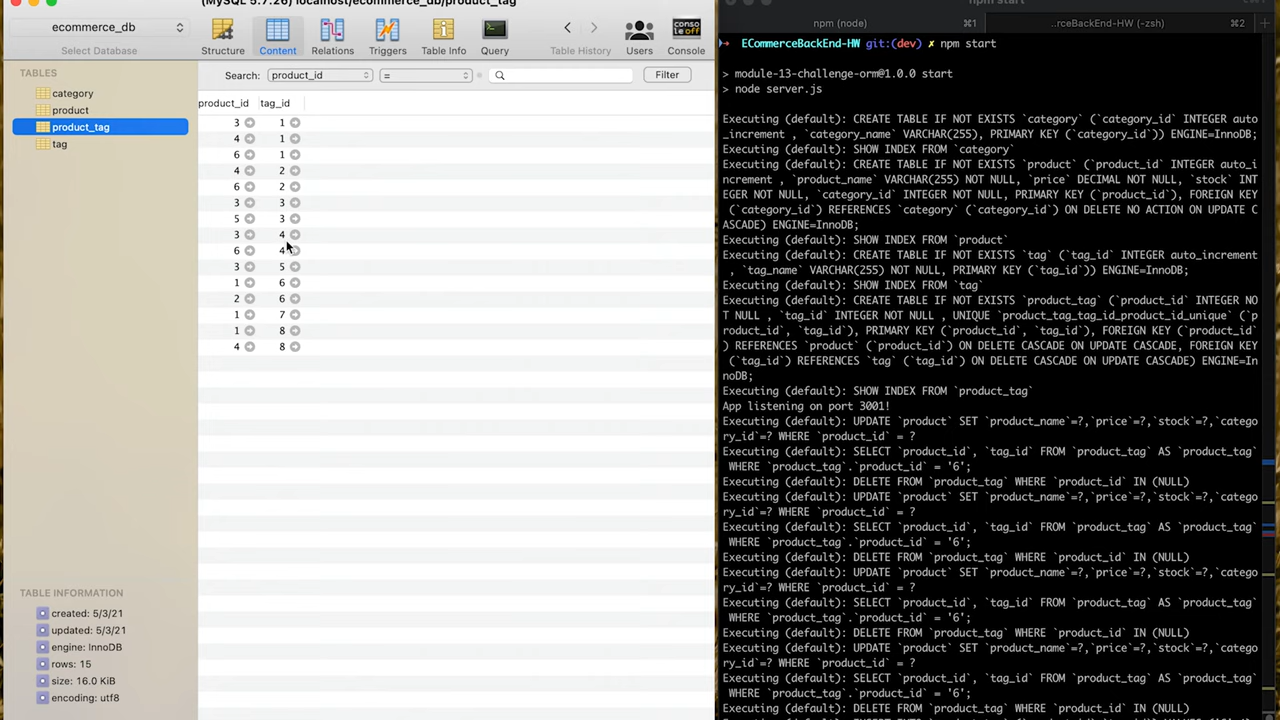 (MySQL 5.7.26) localhost/ecommerce_db/product_tag
ecommerce_db
Select Database
Structure
Content
Relations
Triggers
Table Info
Query
Table History
Users
conso
le off
Console
TABLES
category
product
product_tag
tag
Search:
product_id
=
Filter
product_id tag_id
3 1
4 1
6 1
4 2
6 2
3 3
5 3
3 4
6 4
3 5
1 6
2 6
1 7
1 8
4 8
TABLE INFORMATION
created: 5/3/21
updated: 5/3/21
engine: InnoDB
rows: 15
size: 16.0 KiB
encoding: utf8
npm start
npm (node) ⌘1 ..rceBackEnd-HW (-zsh) ⌘2
→ ECommerceBackEnd-HW git:(dev) ✗ npm start
> module-13-challenge-orm@1.0.0 start
> node server.js
Executing (default): CREATE TABLE IF NOT EXISTS `category` (`category_id` INTEGER auto
_increment , `category_name` VARCHAR(255), PRIMARY KEY (`category_id`)) ENGINE=InnoDB;
Executing (default): SHOW INDEX FROM `category`
Executing (default): CREATE TABLE IF NOT EXISTS `product` (`product_id` INTEGER auto_i
ncrement , `product_name` VARCHAR(255) NOT NULL, `price` DECIMAL NOT NULL, `stock` INT
EGER NOT NULL, `category_id` INTEGER NOT NULL, PRIMARY KEY (`product_id`), FOREIGN KEY
(`category_id`) REFERENCES `category` (`category_id`) ON DELETE NO ACTION ON UPDATE C
ASCADE) ENGINE=InnoDB;
Executing (default): SHOW INDEX FROM `product`
Executing (default): CREATE TABLE IF NOT EXISTS `tag` (`tag_id` INTEGER auto_increment
, `tag_name` VARCHAR(255) NOT NULL, PRIMARY KEY (`tag_id`)) ENGINE=InnoDB;
Executing (default): SHOW INDEX FROM `tag`
Executing (default): CREATE TABLE IF NOT EXISTS `product_tag` (`product_id` INTEGER NO
T NULL , `tag_id` INTEGER NOT NULL , UNIQUE `product_tag_tag_id_product_id_unique` (`p
roduct_id`, `tag_id`), PRIMARY KEY (`product_id`, `tag_id`), FOREIGN KEY (`product_id`
) REFERENCES `product` (`product_id`) ON DELETE CASCADE ON UPDATE CASCADE, FOREIGN KEY
(`tag_id`) REFERENCES `tag` (`tag_id`) ON DELETE CASCADE ON UPDATE CASCADE) ENGINE=In
noDB;
Executing (default): SHOW INDEX FROM `product_tag`
App listening on port 3001!
Executing (default): UPDATE `product` SET `product_name`=?,`price`=?,`stock`=?,`catego
ry_id`=? WHERE `product_id` = ?
Executing (default): SELECT `product_id`, `tag_id` FROM `product_tag` AS `product_tag`
WHERE `product_tag`.`product_id` = '6';
Executing (default): DELETE FROM `product_tag` WHERE `product_id` IN (NULL)
Executing (default): UPDATE `product` SET `product_name`=?,`price`=?,`stock`=?,`catego
ry_id`=? WHERE `product_id` = ?
Executing (default): SELECT `product_id`, `tag_id` FROM `product_tag` AS `product_tag`
WHERE `product_tag`.`product_id` = '6';
Executing (default): DELETE FROM `product_tag` WHERE `product_id` IN (NULL)
Executing (default): UPDATE `product` SET `product_name`=?,`price`=?,`stock`=?,`catego
ry_id`=? WHERE `product_id` = ?
Executing (default): SELECT `product_id`, `tag_id` FROM `product_tag` AS `product_tag`
WHERE `product_tag`.`product_id` = '6';
Executing (default): DELETE FROM `product_tag` WHERE `product_id` IN (NULL)
Executing (default): UPDATE `product` SET `product_name`=?,`price`=?,`stock`=?,`catego
ry_id`=? WHERE `product_id` = ?
Executing (default): SELECT `product_id`, `tag_id` FROM `product_tag` AS `product_tag`
WHERE `product_tag`.`product_id` = '6';
Executing (default): DELETE FROM `product_tag` WHERE `product_id` IN (NULL)